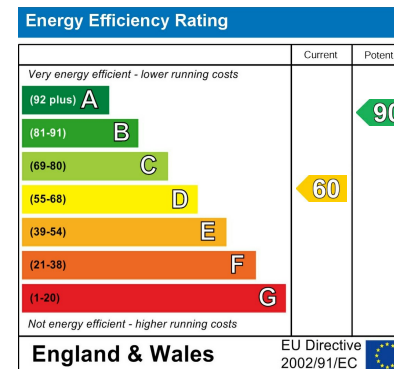 Energy Efficiency Rating
Current Potent
Very energy efficient - lower running costs
(92 plus) A
90
(81-91) B
(69-80) C
(55-68) D
60
(39-54) E
(21-38) F
(1-20) G
Not energy efficient - higher running costs
England & Wales
EU Directive
2002/91/EC